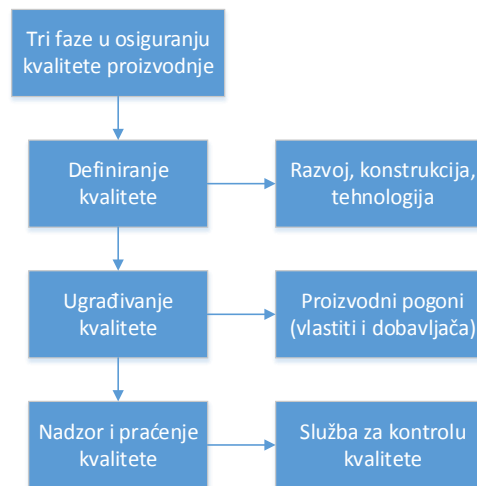 Tri faze u osiguranju
kvalitete proizvodnje
Definiranje
kvalitete
Razvoj, konstrukcija,
tehnologija
Ugrađivanje
kvalitete
Proizvodni pogoni
(vlastiti i dobavljača)
Nadzor i praćenje
kvalitete
Služba za kontrolu
kvalitete